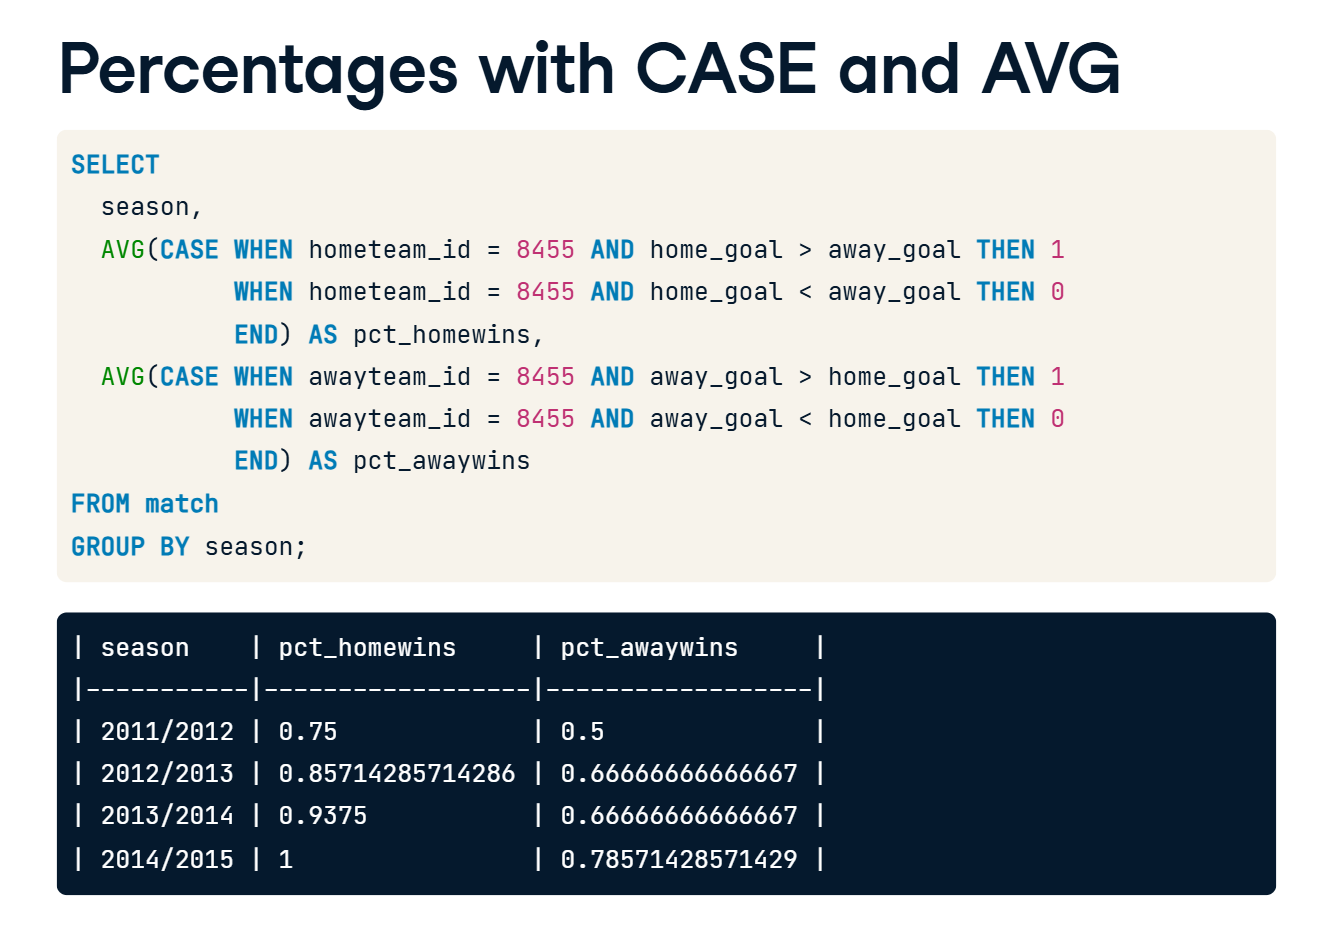 Percentages with CASE and AVG
SELECT
  season,
  AVG(CASE WHEN hometeam_id = 8455 AND home_goal > away_goal THEN 1
           WHEN hometeam_id = 8455 AND home_goal < away_goal THEN 0
           END) AS pct_homewins,
  AVG(CASE WHEN awayteam_id = 8455 AND away_goal > home_goal THEN 1
           WHEN awayteam_id = 8455 AND away_goal < home_goal THEN 0
           END) AS pct_awaywins
FROM match
GROUP BY season;
| season    | pct_homewins     | pct_awaywins     |
|-----------|------------------|------------------|
| 2011/2012 | 0.75             | 0.5              |
| 2012/2013 | 0.85714285714286 | 0.66666666666667 |
| 2013/2014 | 0.9375           | 0.66666666666667 |
| 2014/2015 | 1                | 0.78571428571429 |